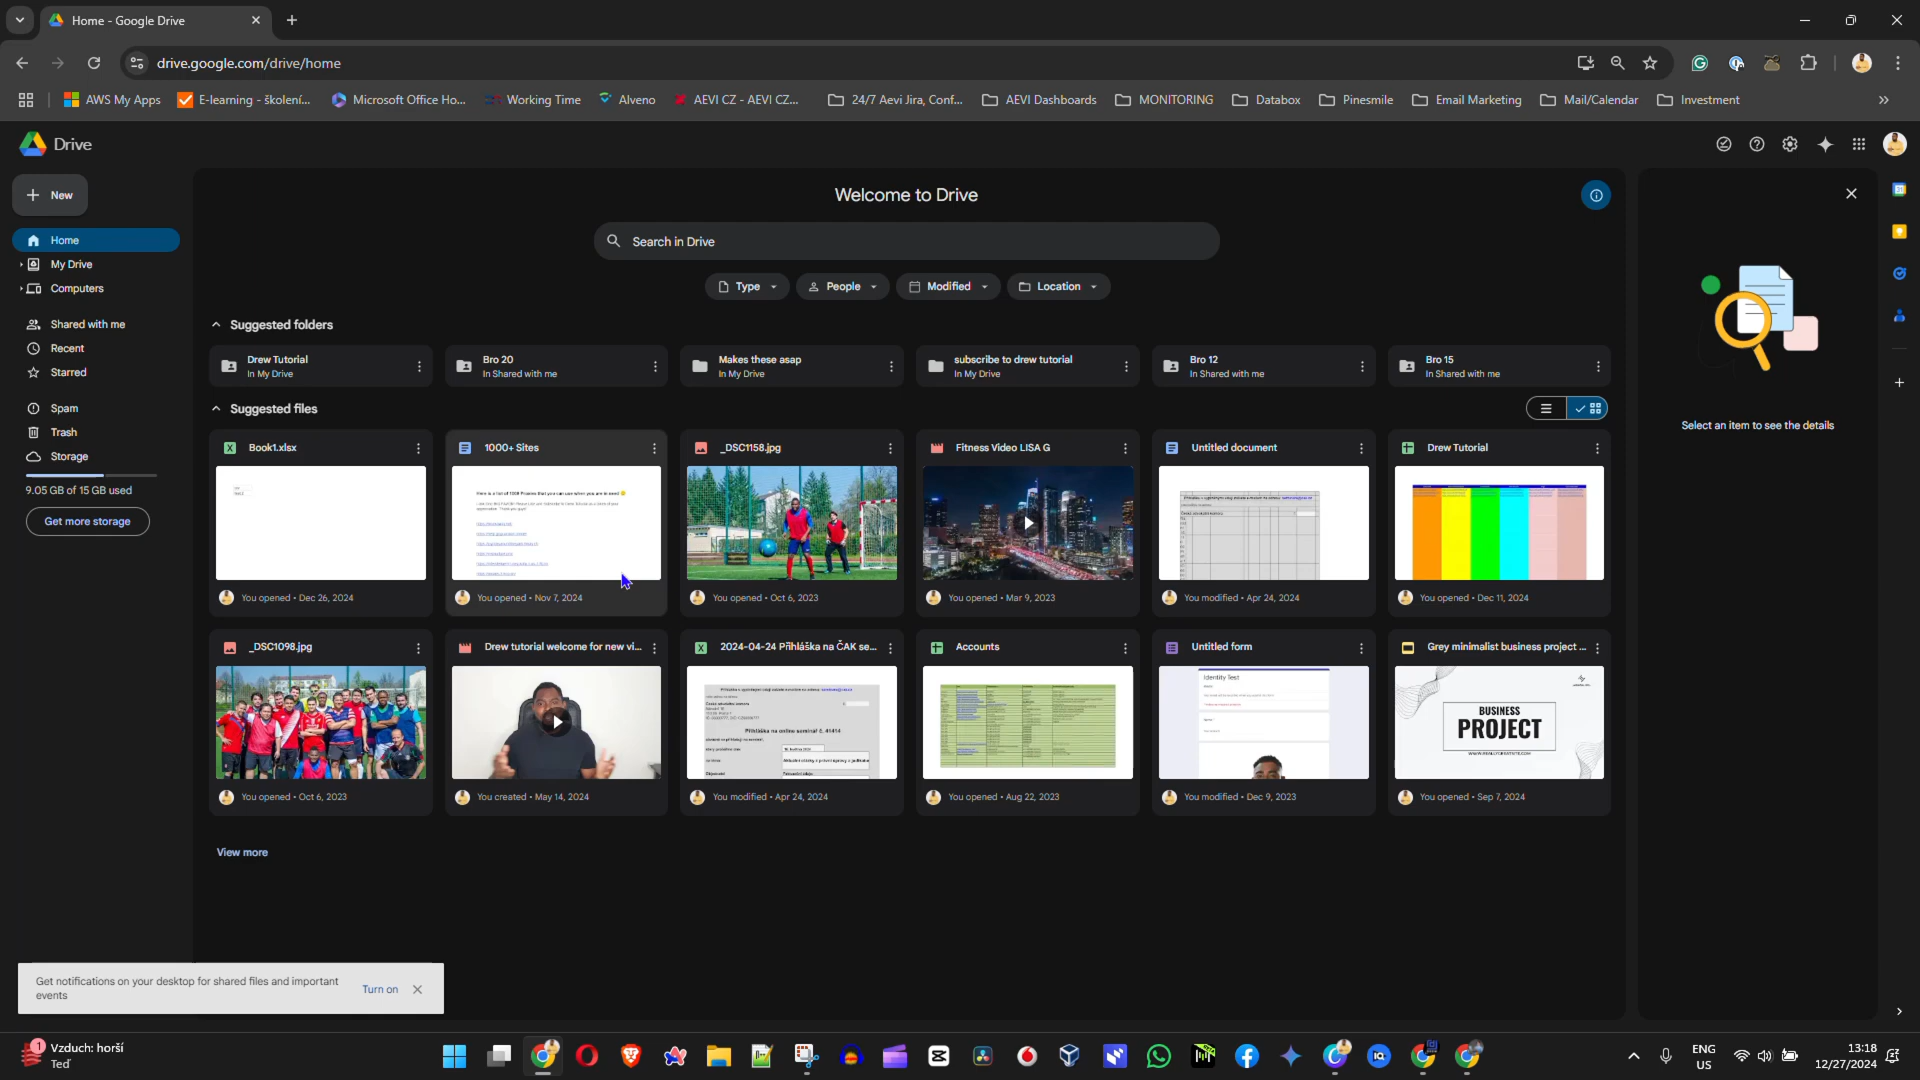 Home - Google Drive
drive.google.com/drive/home
AWS My Apps
E-learning - školení...
Microsoft Office Ho...
Working Time
Alveno
AEVI CZ - AEVI CZ...
24/7 Aevi Jira, Conf...
AEVI Dashboards
MONITORING
Databox
Pinesmile
Email Marketing
Mail/Calendar
Investment
Drive
New
Welcome to Drive
Home
Search in Drive
My Drive
Computers
Type
People
Modified
Location
Shared with me
Suggested folders
Recent
Starred
Drew Tutorial
In My Drive
Bro 20
In Shared with me
Makes these asap
In My Drive
subscribe to drew tutorial
In My Drive
Bro 12
In Shared with me
Bro 15
In Shared with me
Spam
Trash
Storage
9.05 GB of 15 GB used
Get more storage
Suggested files
Select an item to see the details
Book1.xlsx
1000+ Sites
_DSC1158.jpg
Fitness Video LISA G
Untitled document
Drew Tutorial
You opened • Dec 26, 2024
You opened • Nov 7, 2024
You opened • Oct 6, 2023
You opened • Mar 9, 2023
You modified • Apr 24, 2024
You opened • Dec 11, 2024
_DSC1098.jpg
Drew tutorial welcome for new vi...
2024-04-24 Přihláška na ČAK se...
Accounts
Untitled form
Grey minimalist business project ...
Přihláška na online seminář č. 41414
Identity Test
BUSINESS
PROJECT
WWW.REALLYGREATSITE.COM
You opened • Oct 6, 2023
You created • May 14, 2024
You modified • Apr 24, 2024
You opened • Aug 22, 2023
You modified • Dec 9, 2023
You opened • Sep 7, 2024
View more
Get notifications on your desktop for shared files and important
events
Turn on
1
Vzduch: horší
Teď
IQ
ENG
US
13:18
12/27/2024